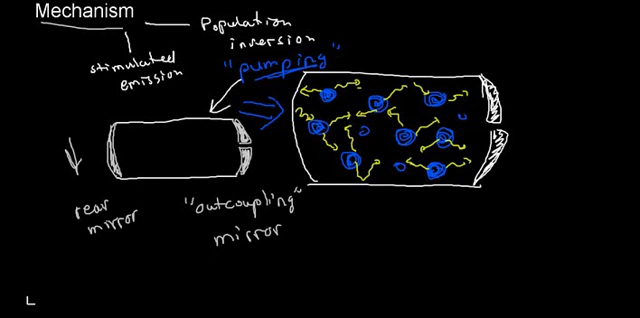 Mechanism
Population
inversion
stimulated
emission
"pumping"
rear
mirror
"outcoupling"
mirror
L